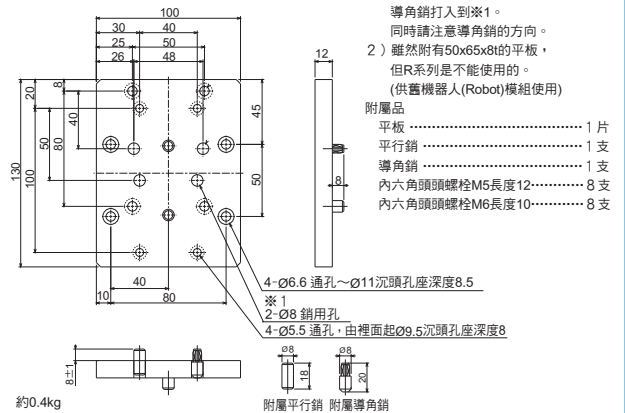 導角銷打入到※1。
同時請注意導角銷的方向。
2）雖然附有50x65x8t的平板，
但R系列是不能使用的。
(供舊機器人(Robot)模組使用)
附屬品
平板 ………………………………… 1 片
平行銷 ……………………………… 1 支
導角銷 ……………………………… 1 支
內六角頭頭螺栓M5長度12………… 8 支
內六角頭頭螺栓M6長度10………… 8 支
100
30 40
25 50
26 48
8
20
40
50
80
100
130
45
50
12
8
40
10 80
4-Ø6.6 通孔～Ø11沉頭孔座深度8.5
※1
2-Ø8 銷用孔
4-Ø5.5 通孔，由裡面起Ø9.5沉頭孔座深度8
8±1
Ø8
18
Ø8
20
約0.4kg
附屬平行銷 附屬導角銷